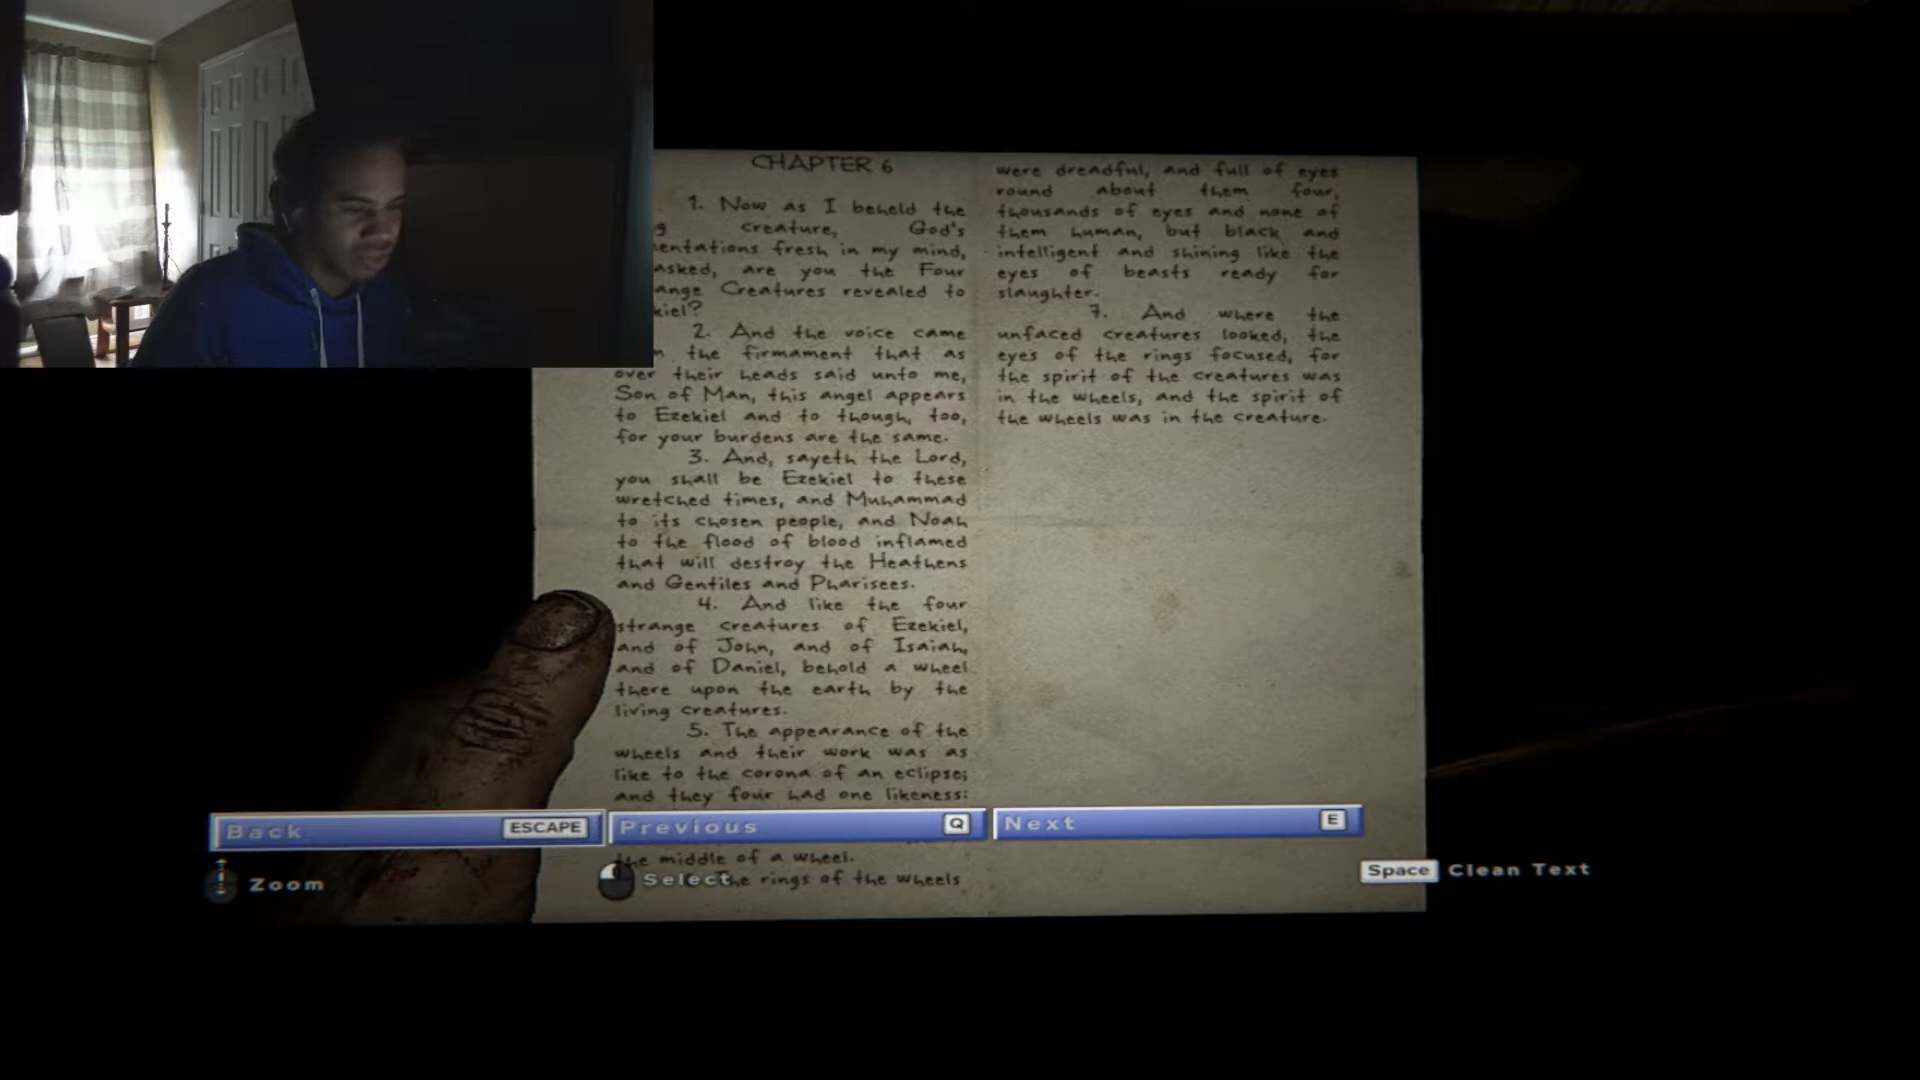 CHAPTER 6
1. Now as I beheld the
g creature, God's
entations fresh in my mind,
asked, are you the Four
ange Creatures revealed to
kiel?
2. And the voice came
the firmament that as
over their heads said unto me,
Son of Man, this angel appears
to Ezekiel and to though, too,
for your burdens are the same.
3. And, sayeth the Lord,
you shall be Ezekiel to these
wretched times, and Muhammad
to its chosen people, and Noah
to the flood of blood inflamed
that will destroy the Heathens
and Gentiles and Pharisees.
4. And like the four
strange creatures of Ezekiel,
and of John, and of Isaiah,
and of Daniel, behold a wheel
there upon the earth by the
living creatures.
5. The appearance of the
wheels and their work was as
like to the corona of an eclipse;
and they four had one likeness:
the middle of a wheel.
The rings of the wheels
were dreadful, and full of eyes
round about them four,
thousands of eyes and none of
them human, but black and
intelligent and shining like the
eyes of beasts ready for
slaughter.
7. And where the
unfaced creatures looked, the
eyes of the rings focused, for
the spirit of the creatures was
in the wheels, and the spirit of
the wheels was in the creature.
Back ESCAPE
Previous Q
Next E
Zoom
Select
Space Clean Text